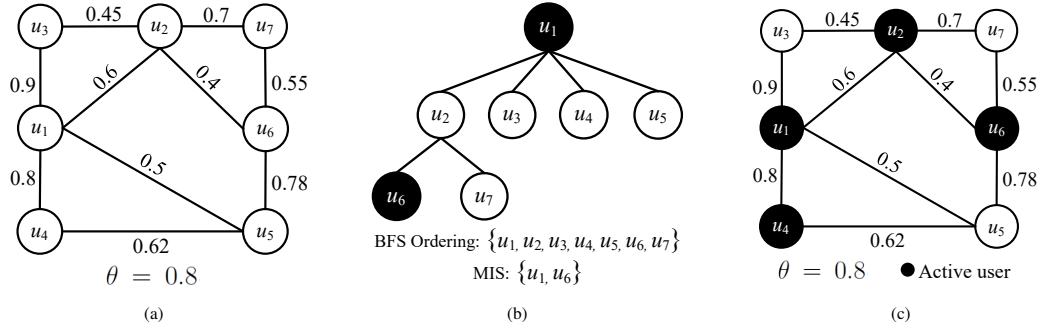 u3 0.45 u2 0.7 u7
0.9 0.6 0.4 0.55
u1 u6
0.8 0.5 0.78
u4 0.62 u5
θ = 0.8
(a)
u1
u2 u3 u4 u5
u6 u7
BFS Ordering: {u1, u2, u3, u4, u5, u6, u7}
MIS: {u1, u6}
(b)
u3 0.45 u2 0.7 u7
0.9 0.6 0.4 0.55
u1 u6
0.8 0.5 0.78
u4 0.62 u5
θ = 0.8 Active user
(c)